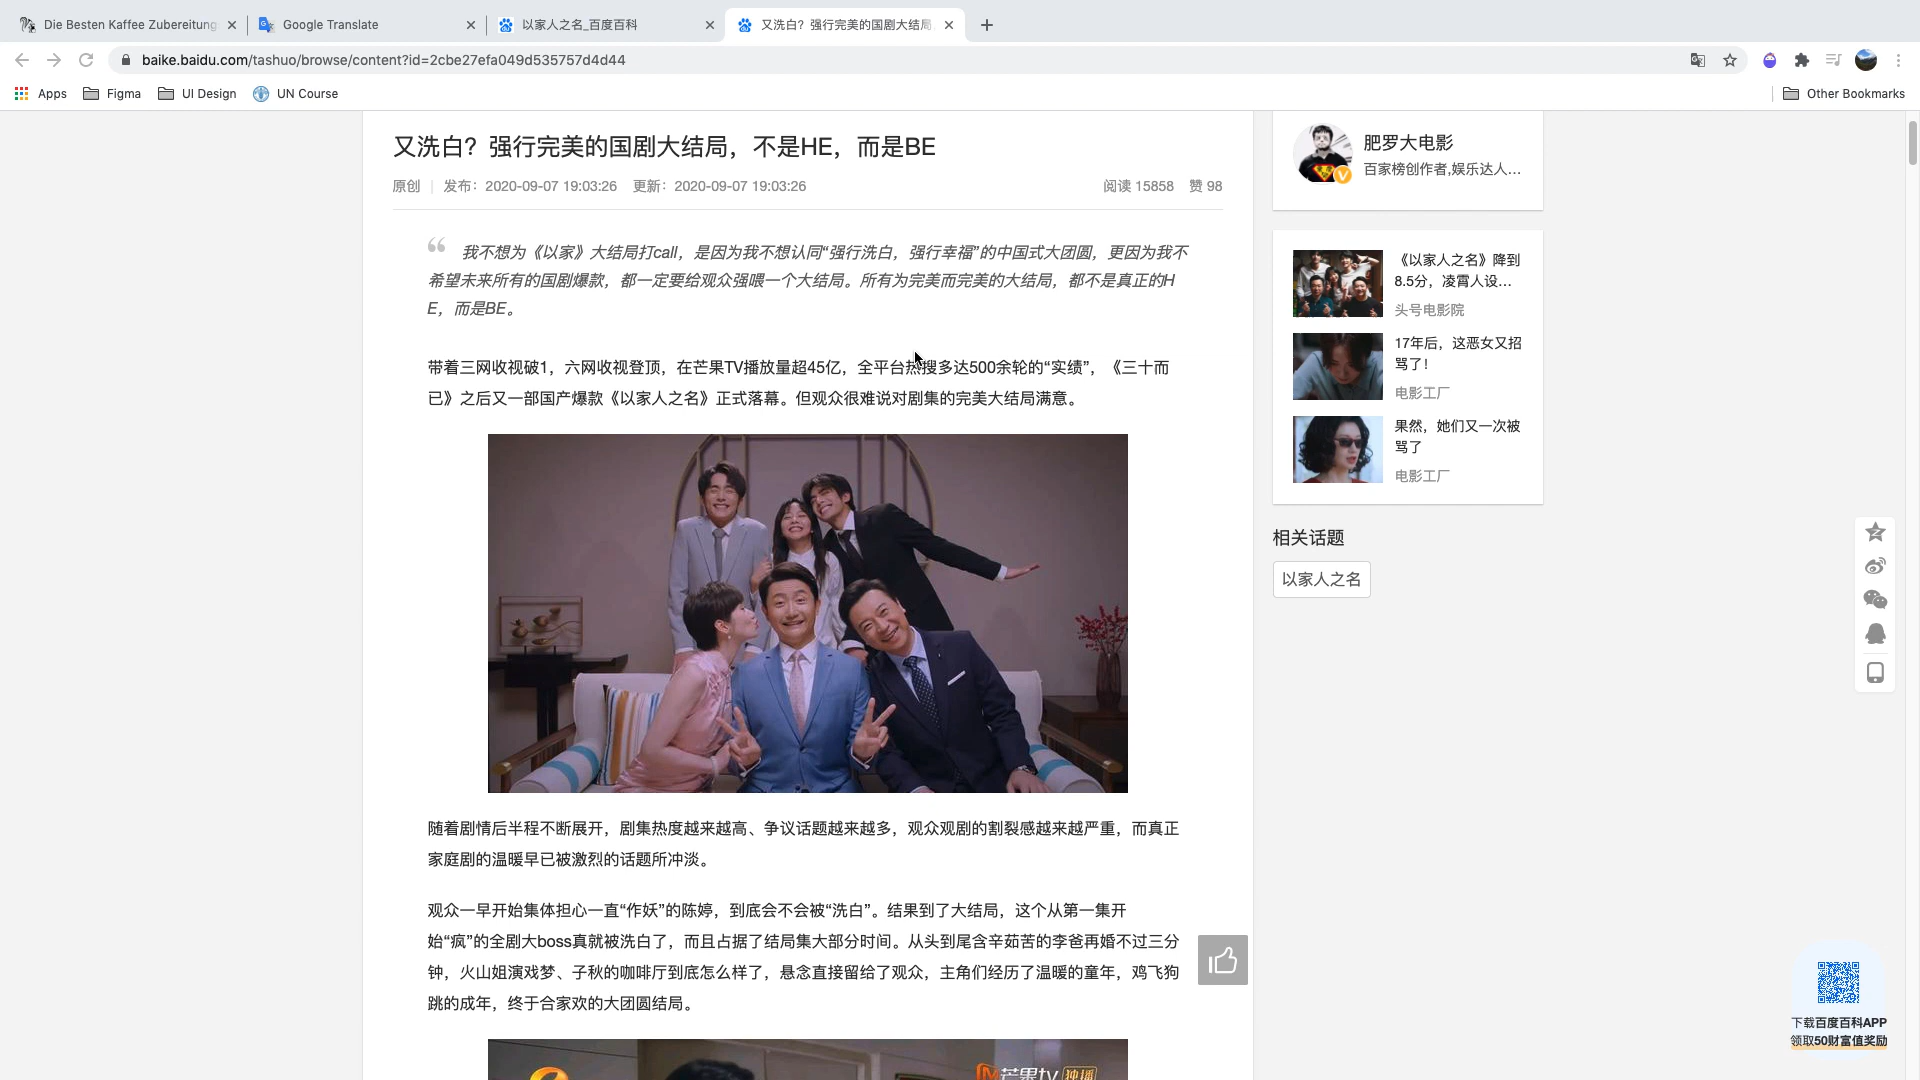 Die Besten Kaffee Zubereitung
Google Translate
以家人之名_百度百科
又洗白？强行完美的国剧大结局
baike.baidu.com/tashuo/browse/content?id=2cbe27efa049d535757d4d44
Apps
Figma
UI Design
UN Course
Other Bookmarks
又洗白？强行完美的国剧大结局，不是HE，而是BE
原创 | 发布：2020-09-07 19:03:26 更新：2020-09-07 19:03:26 阅读 15858 赞 98
我不想为《以家》大结局打call，是因为我不想认同“强行洗白，强行幸福”的中国式大团圆，更因为我不
希望未来所有的国剧爆款，都一定要给观众强喂一个大结局。所有为完美而完美的大结局，都不是真正的H
E，而是BE。
带着三网收视破1，六网收视登顶，在芒果TV播放量超45亿，全平台热搜多达500余轮的“实绩”，《三十而
已》之后又一部国产爆款《以家人之名》正式落幕。但观众很难说对剧集的完美大结局满意。
随着剧情后半程不断展开，剧集热度越来越高、争议话题越来越多，观众观剧的割裂感越来越严重，而真正
家庭剧的温暖早已被激烈的话题所冲淡。
观众一早开始集体担心一直“作妖”的陈婷，到底会不会被“洗白”。结果到了大结局，这个从第一集开
始“疯”的全剧大boss真就被洗白了，而且占据了结局集大部分时间。从头到尾含辛茹苦的李爸再婚不过三分
钟，火山姐演戏梦、子秋的咖啡厅到底怎么样了，悬念直接留给了观众，主角们经历了温暖的童年，鸡飞狗
跳的成年，终于合家欢的大团圆结局。
芒果tv 独播
肥罗大电影
百家榜创作者,娱乐达人...
《以家人之名》降到
8.5分，凌霄人设...
头号电影院
17年后，这恶女又招
骂了！
电影工厂
果然，她们又一次被
骂了
电影工厂
相关话题
以家人之名
下载百度百科APP
领取50财富值奖励